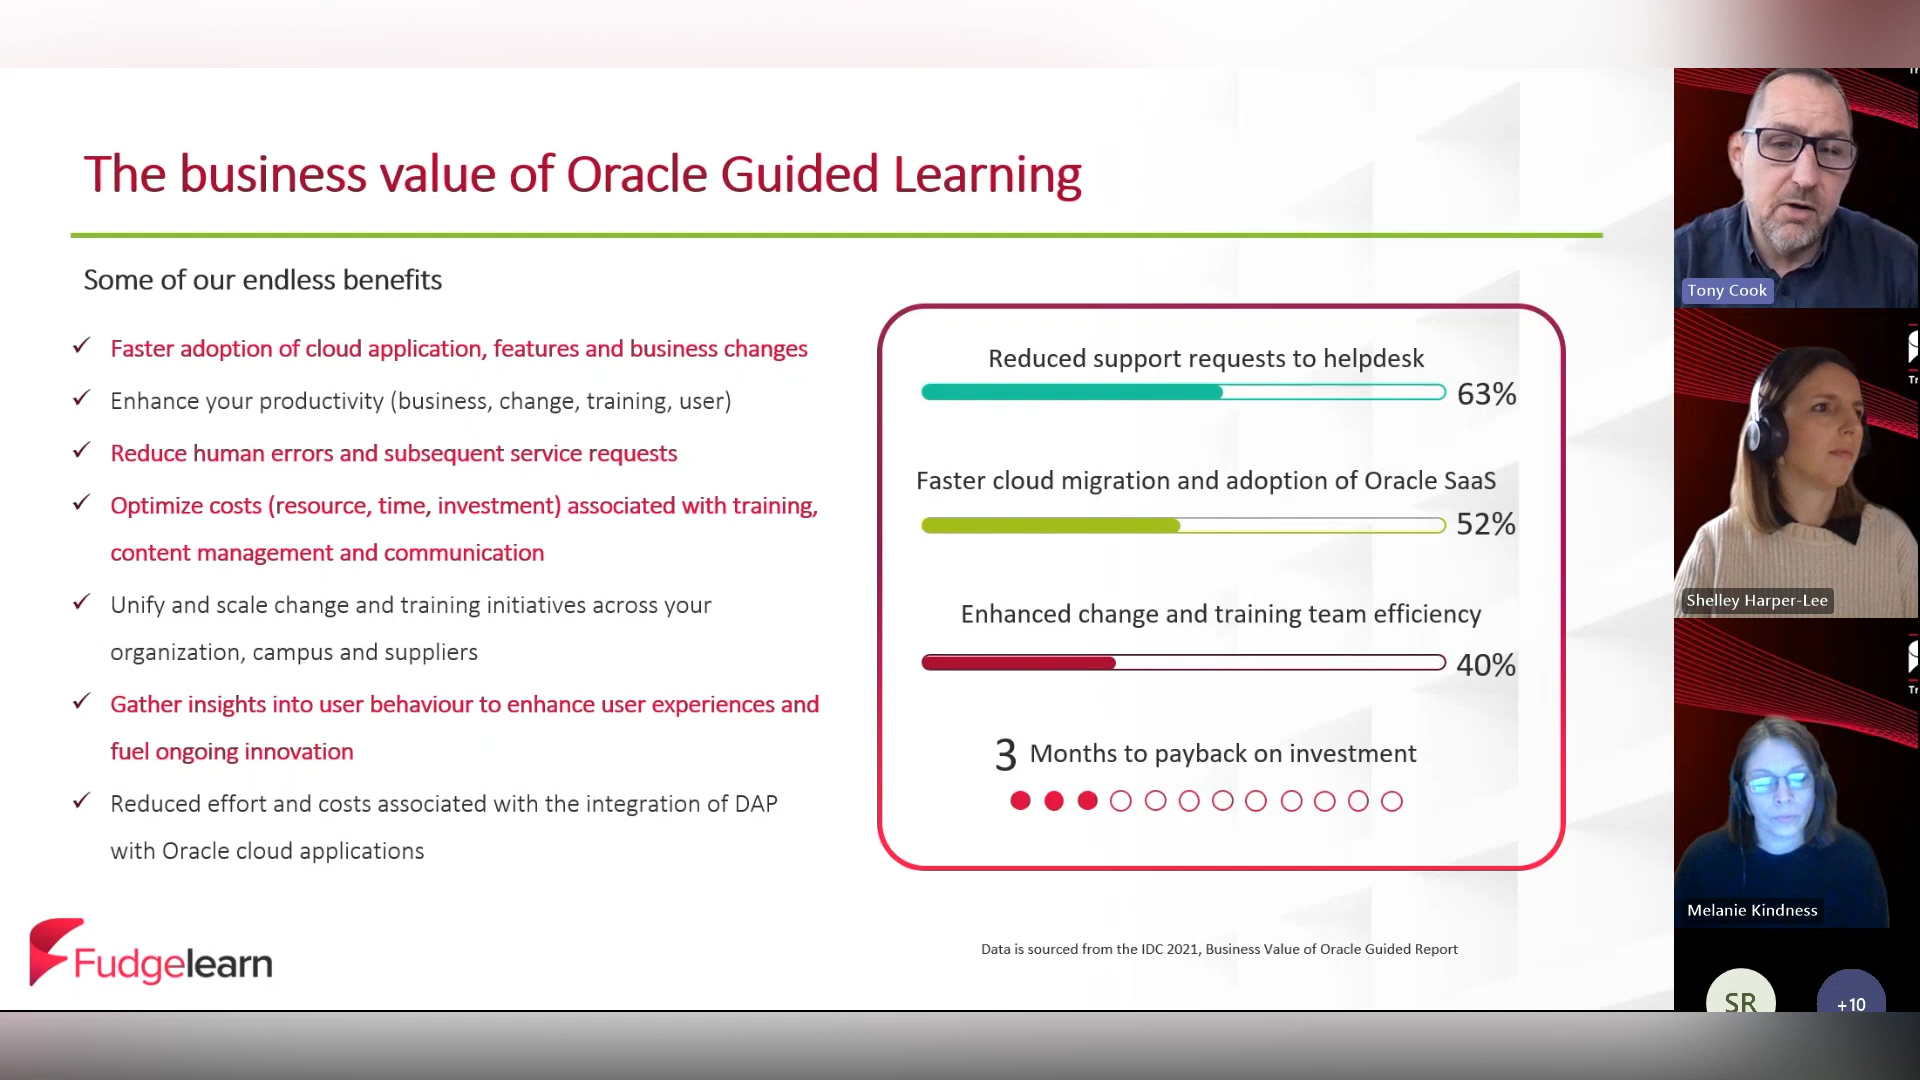 The business value of Oracle Guided Learning
Some of our endless benefits
Faster adoption of cloud application, features and business changes
Enhance your productivity (business, change, training, user)
Reduce human errors and subsequent service requests
Optimize costs (resource, time, investment) associated with training,
content management and communication
Unify and scale change and training initiatives across your
organization, campus and suppliers
Gather insights into user behaviour to enhance user experiences and
fuel ongoing innovation
Reduced effort and costs associated with the integration of DAP
with Oracle cloud applications
Reduced support requests to helpdesk
63%
Faster cloud migration and adoption of Oracle SaaS
52%
Enhanced change and training team efficiency
40%
3 Months to payback on investment
Data is sourced from the IDC 2021, Business Value of Oracle Guided Report
Fudgelearn
Tony Cook
Shelley Harper-Lee
Melanie Kindness
SR
+10